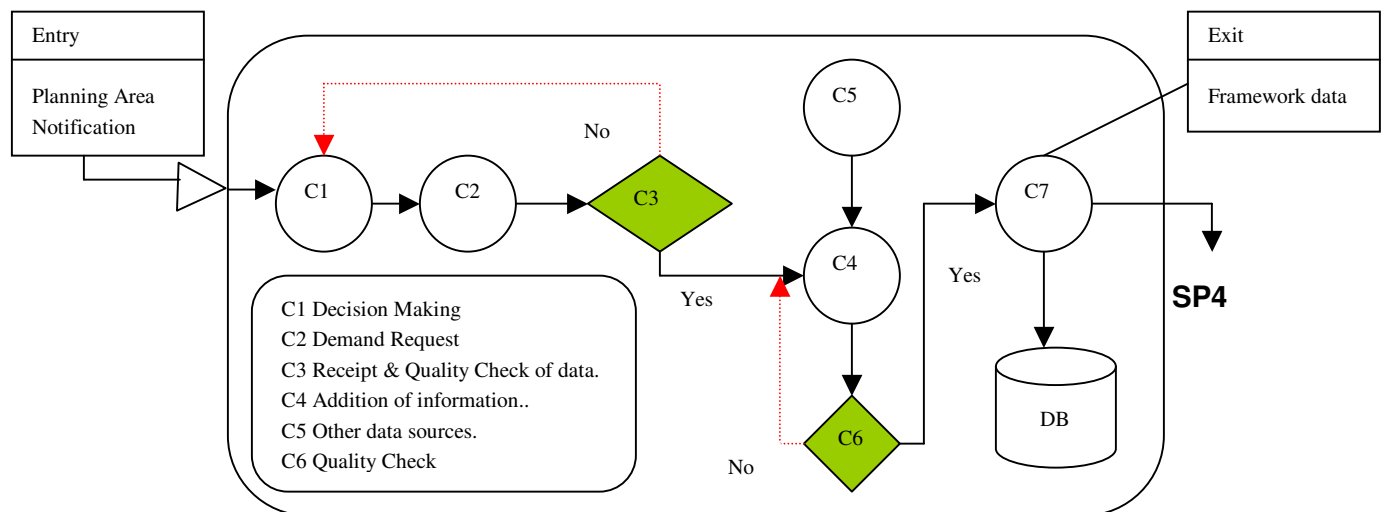 Entry
Planning Area
Notification
Exit
Framework data
C5
No
C1
C2
C3
C7
C4
Yes
Yes
SP4
C1 Decision Making
C2 Demand Request
C3 Receipt & Quality Check of data.
C4 Addition of information..
C5 Other data sources.
C6 Quality Check
C6
DB
No